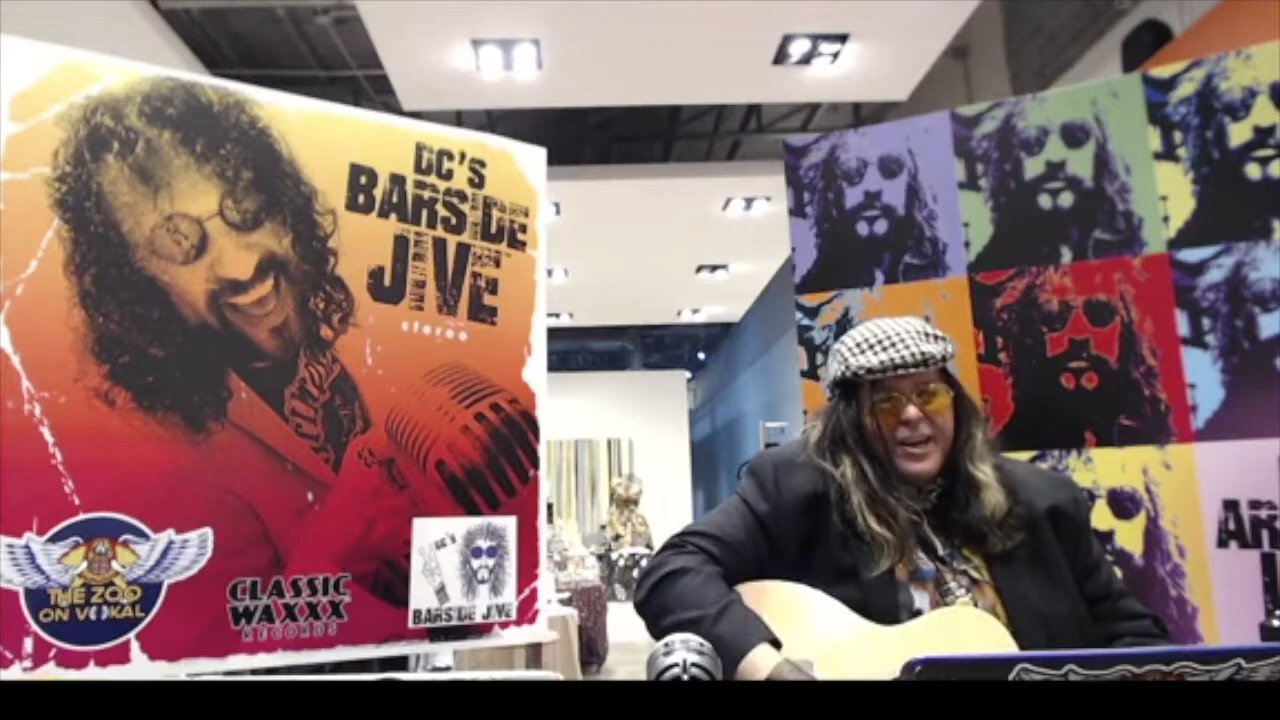 DC'S
BARSIDE
JIVE
stereo
THE ZOO
ON VOKAL
CLASSIC
WAXXX
RECORDS
DC's
BARSIDE JIVE